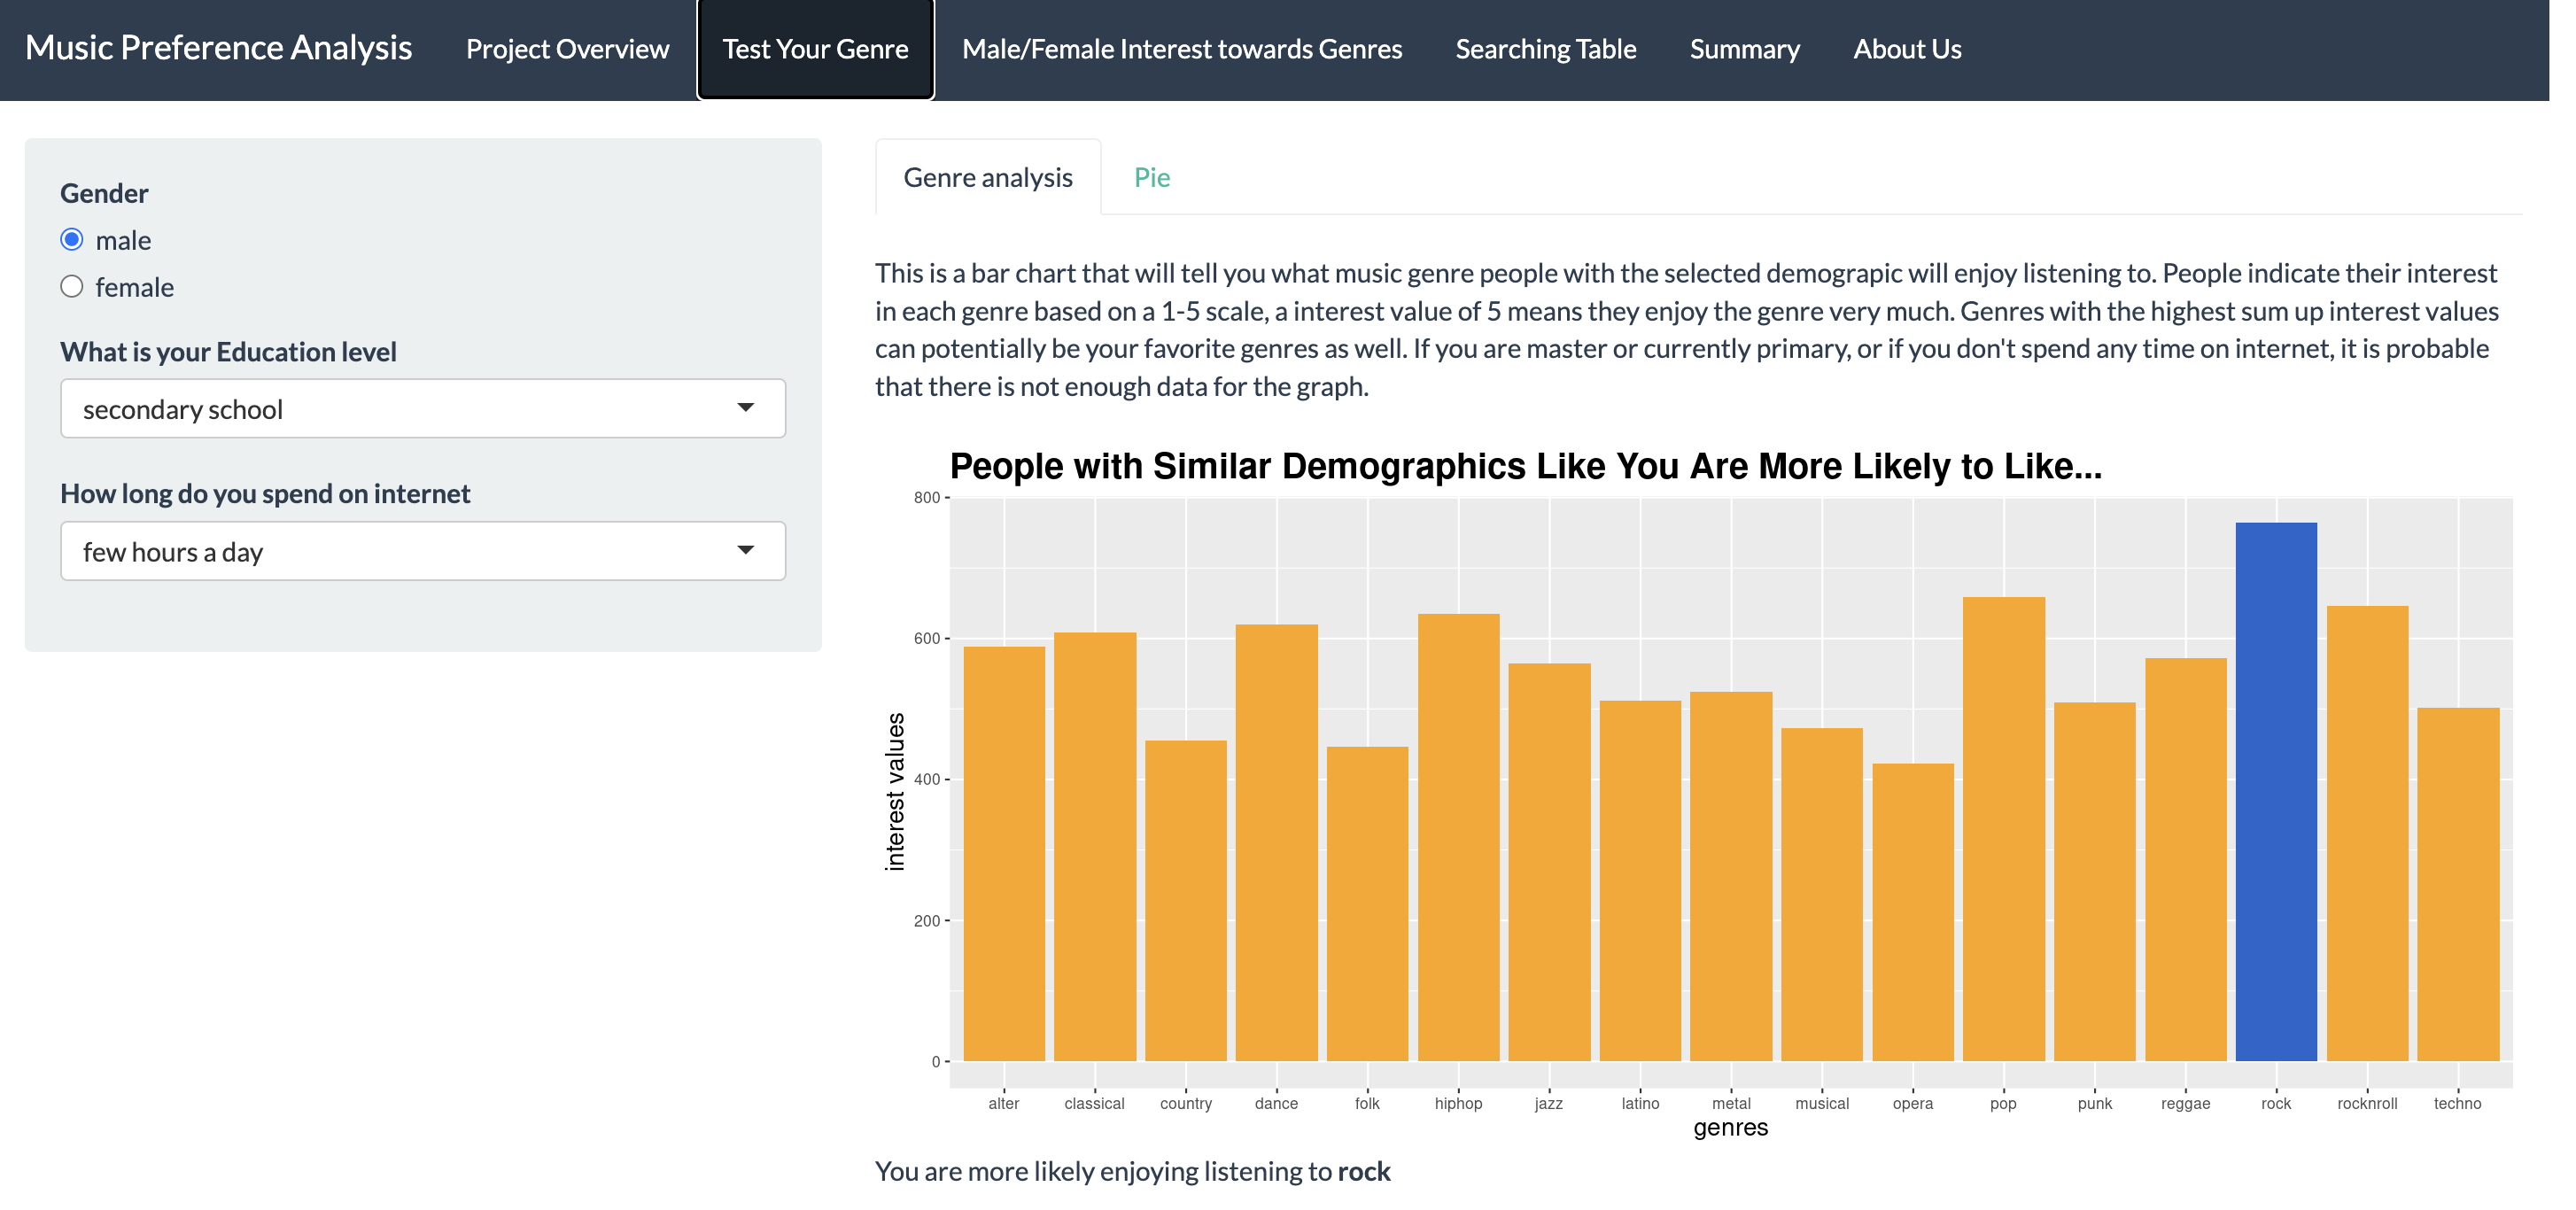 Music Preference Analysis Project Overview Test Your Genre Male/Female Interest towards Genres Searching Table Summary About Us
Gender
male
female
What is your Education level
secondary school
How long do you spend on internet
few hours a day
Genre analysis Pie
This is a bar chart that will tell you what music genre people with the selected demograpic will enjoy listening to. People indicate their interest
in each genre based on a 1-5 scale, a interest value of 5 means they enjoy the genre very much. Genres with the highest sum up interest values
can potentially be your favorite genres as well. If you are master or currently primary, or if you don't spend any time on internet, it is probable
that there is not enough data for the graph.
People with Similar Demographics Like You Are More Likely to Like...
800
600
400
200
0
interest values
alter classical country dance folk hiphop jazz latino metal musical opera pop punk reggae rock rocknroll techno
genres
You are more likely enjoying listening to rock